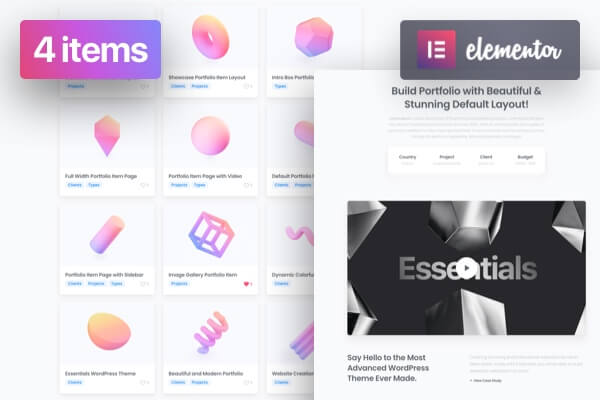 4 items
elementor
Showcase Portfolio Item Layout
Clients Projects
Intro Box Portfolio
Types
Projects
Full Width Portfolio Item Page
Clients Types
Portfolio Item Page with Video
Projects Types
Default Portfolio
Clients Projects
Portfolio Item Page with Sidebar
Clients Projects Types
Image Gallery Portfolio Item
Projects
Dynamic Colorful
Clients
Essentials WordPress Theme
Clients
Beautiful and Modern Portfolio
Clients Projects
Website Creation
Clients
Build Portfolio with Beautiful &
Stunning Default Layout!
Country Project Client Budget
Essentials
Say Hello to the Most
Advanced WordPress
Theme Ever Made.
View Case Study